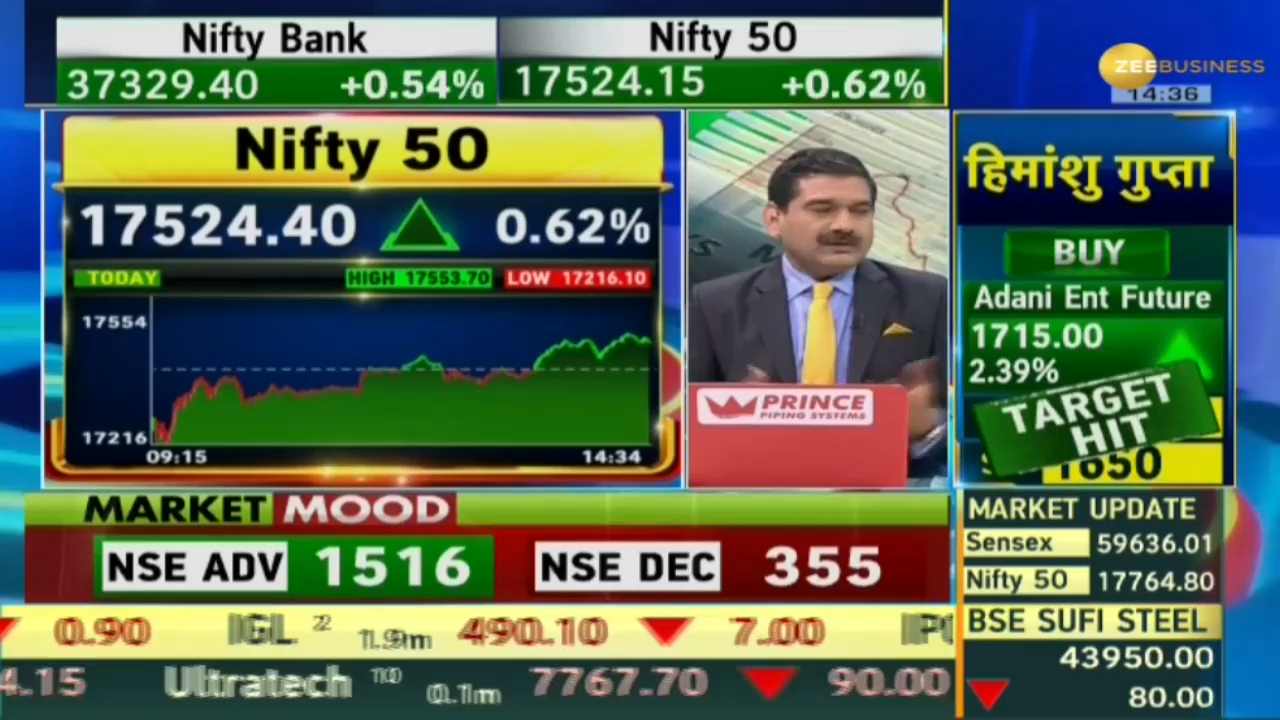 Nifty Bank
37329.40 +0.54%
Nifty 50
17524.15 +0.62%
ZEEBUSINESS
14:36
Nifty 50
17524.40 0.62%
TODAY HIGH 17553.70 LOW 17216.10
17554
17216
09:15 14:34
PRINCE
PIPING SYSTEMS
हिमांशु गुप्ता
BUY
Adani Ent Future
1715.00
2.39%
TARGET
HIT
1650
MARKET MOOD
NSE ADV 1516 NSE DEC 355
MARKET UPDATE
Sensex 59636.01
Nifty 50 17764.80
BSE SUFI STEEL
43950.00
80.00
0.90 IGL 1.9m 490.10 7.00
4.15 Ultratech 10 0.1m 7767.70 90.00